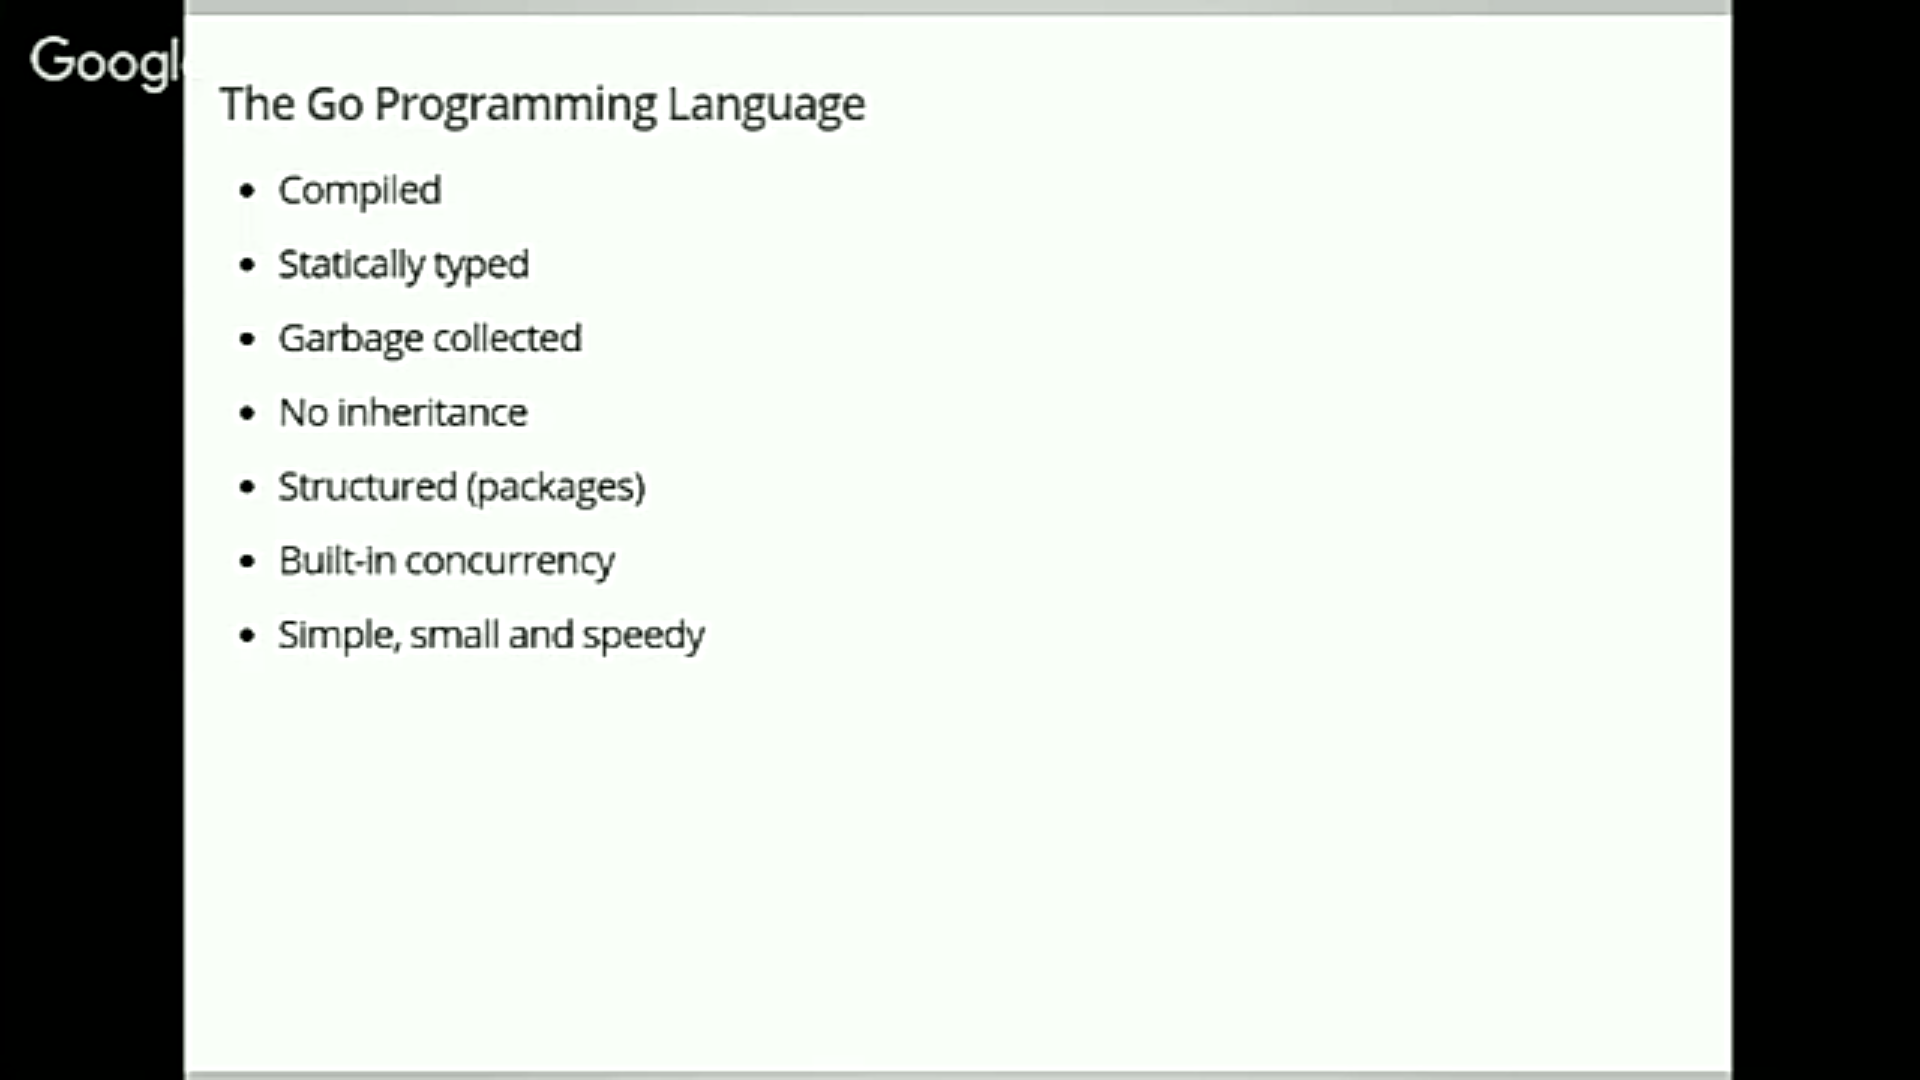 Google
The Go Programming Language
• Compiled
• Statically typed
• Garbage collected
• No inheritance
• Structured (packages)
• Built-in concurrency
• Simple, small and speedy